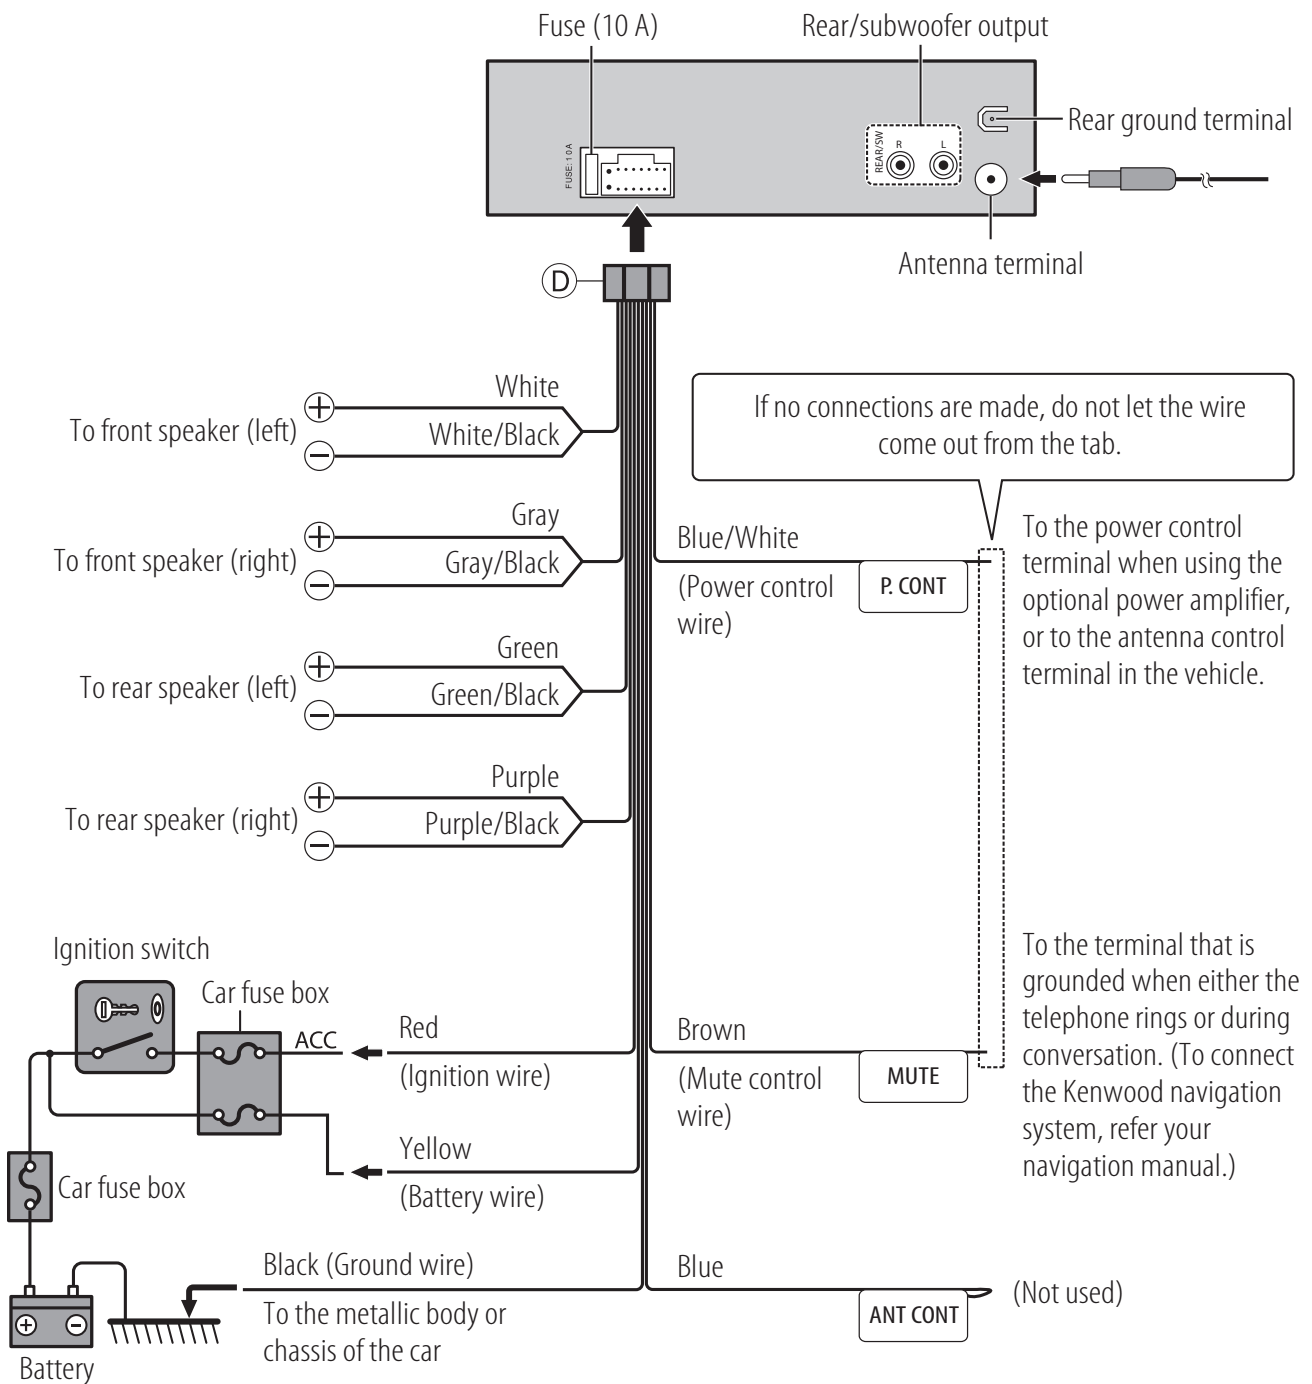 Fuse (10 A)
Rear/subwoofer output
Rear ground terminal
FUSE:10A
REAR/SW
R
L
Antenna terminal
D
White
To front speaker (left)
White/Black
If no connections are made, do not let the wire
come out from the tab.
Gray
To front speaker (right)
Gray/Black
Blue/White
(Power control
wire)
P. CONT
To the power control
terminal when using the
optional power amplifier,
or to the antenna control
terminal in the vehicle.
Green
To rear speaker (left)
Green/Black
Purple
To rear speaker (right)
Purple/Black
Ignition switch
Car fuse box
ACC
Red
(Ignition wire)
Brown
(Mute control
wire)
MUTE
To the terminal that is
grounded when either the
telephone rings or during
conversation. (To connect
the Kenwood navigation
system, refer your
navigation manual.)
Yellow
(Battery wire)
Car fuse box
Black (Ground wire)
To the metallic body or
chassis of the car
Blue
ANT CONT
(Not used)
Battery